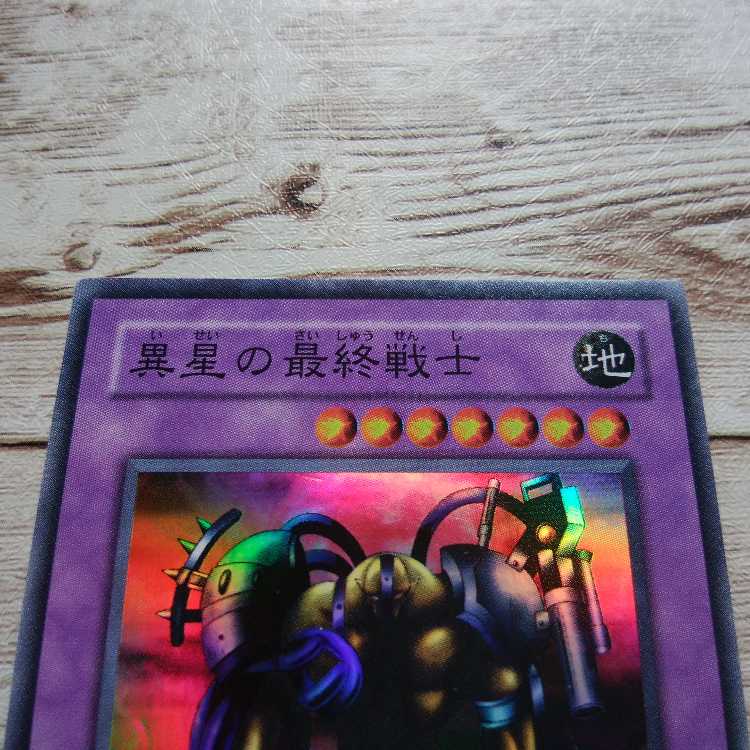 い せい さい しゅう せん し
異星の最終戦士
ち
地